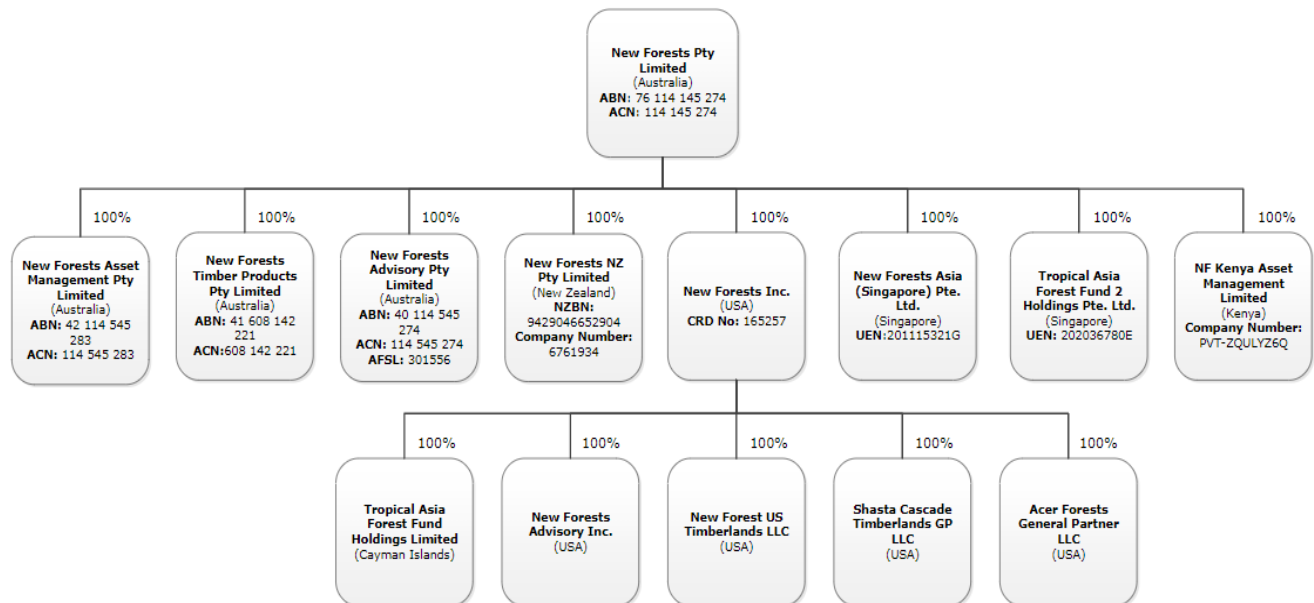 New Forests Pty
Limited
(Australia)
ABN: 76 114 145 274
ACN: 114 145 274
100%
100%
100%
100%
100%
100%
100%
100%
New Forests Asset
Management Pty
Limited
(Australia)
ABN: 42 114 545
283
ACN: 114 545 283
New Forests
Timber Products
Pty Limited
(Australia)
ABN: 41 608 142
221
ACN:608 142 221
New Forests
Advisory Pty
Limited
(Australia)
ABN: 40 114 545
274
ACN: 114 545 274
AFSL: 301556
New Forests NZ
Pty Limited
(New Zealand)
NZBN:
9429046652904
Company Number:
6761934
New Forests Inc.
(USA)
CRD No: 165257
New Forests Asia
(Singapore) Pte.
Ltd.
(Singapore)
UEN:201115321G
Tropical Asia
Forest Fund 2
Holdings Pte. Ltd.
(Singapore)
UEN: 202036780E
NF Kenya Asset
Management
Limited
(Kenya)
Company Number:
PVT-ZQULYZ6Q
100%
100%
100%
100%
100%
Tropical Asia
Forest Fund
Holdings Limited
(Cayman Islands)
New Forests
Advisory Inc.
(USA)
New Forest US
Timberlands LLC
(USA)
Shasta Cascade
Timberlands GP
LLC
(USA)
Acer Forests
General Partner
LLC
(USA)